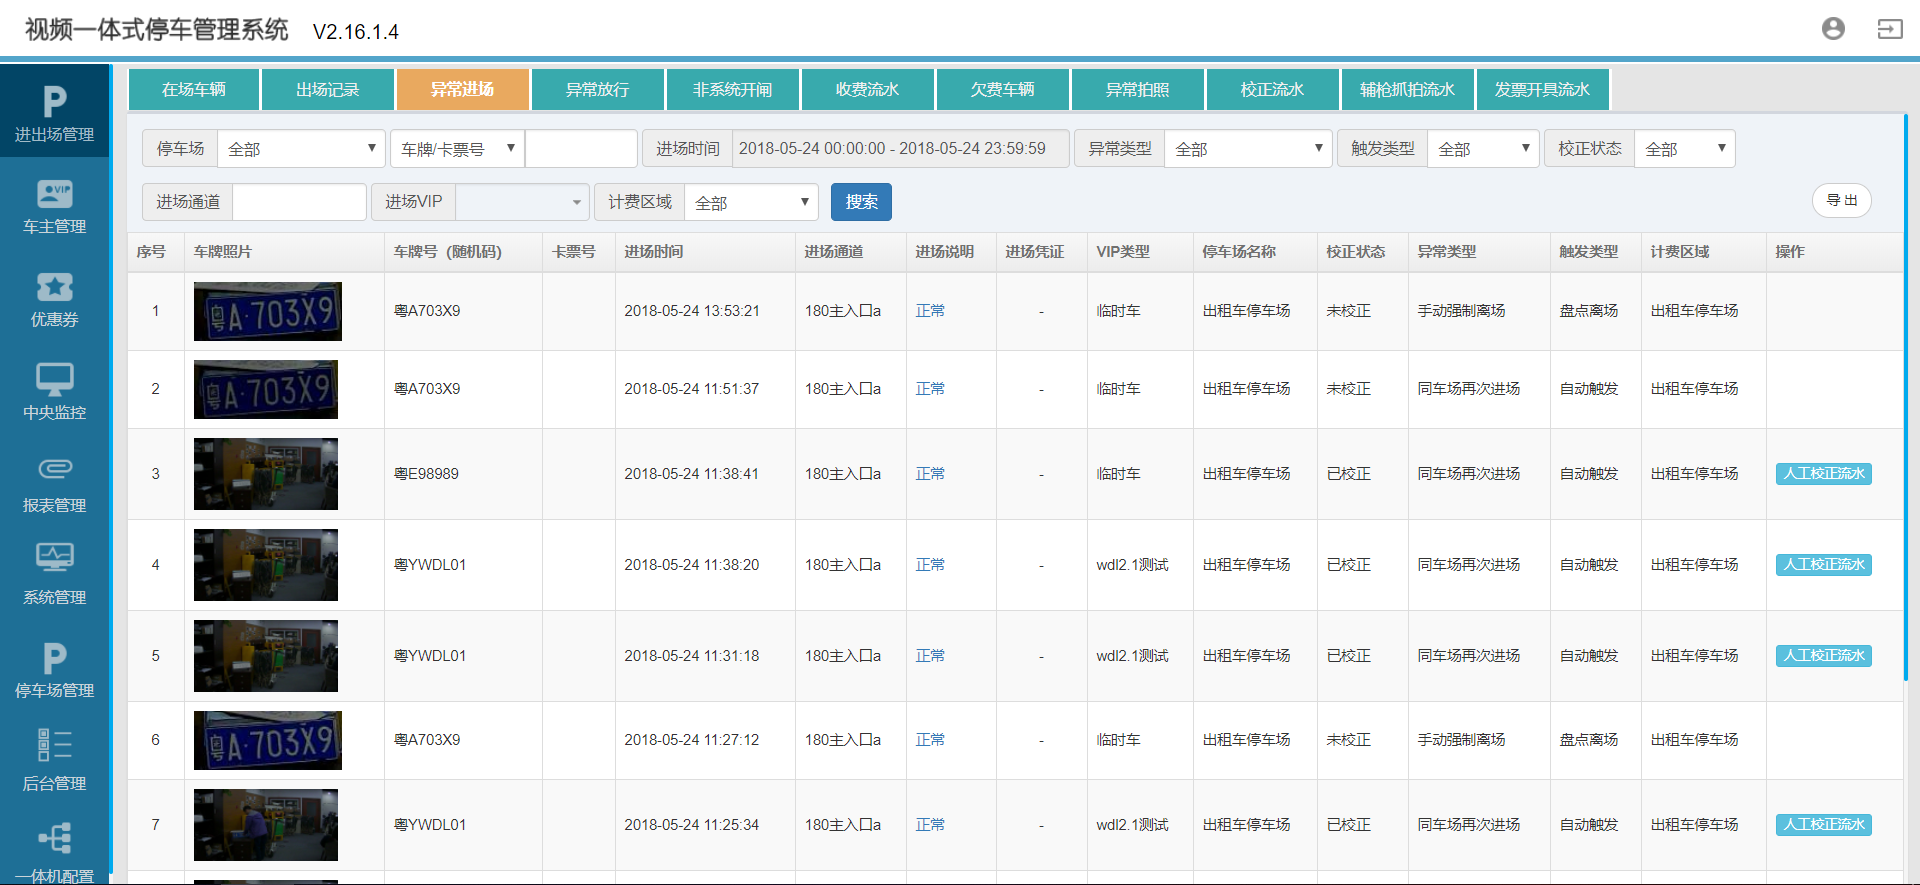 视频一体式停车管理系统 V2.16.1.4
进出场管理
车主管理
优惠券
中央监控
报表管理
系统管理
停车场管理
后台管理
一体机配置
在场车辆 出场记录 异常进场 异常放行 非系统开闸 收费流水 欠费车辆 异常拍照 校正流水 辅枪抓拍流水 发票开具流水
停车场 全部 车牌/卡票号 进场时间 2018-05-24 00:00:00 - 2018-05-24 23:59:59 异常类型 全部 触发类型 全部 校正状态 全部
进场通道 进场VIP 计费区域 全部 搜索 导出
序号 车牌照片 车牌号（随机码） 卡票号 进场时间 进场通道 进场说明 进场凭证 VIP类型 停车场名称 校正状态 异常类型 触发类型 计费区域 操作
1 粤A·703X9 粤A703X9 2018-05-24 13:53:21 180主入口a 正常 - 临时车 出租车停车场 未校正 手动强制离场 盘点离场 出租车停车场
2 粤A·703X9 粤A703X9 2018-05-24 11:51:37 180主入口a 正常 - 临时车 出租车停车场 未校正 同车场再次进场 自动触发 出租车停车场
3 粤E98989 2018-05-24 11:38:41 180主入口a 正常 - 临时车 出租车停车场 已校正 同车场再次进场 自动触发 出租车停车场 人工校正流水
4 粤YWDL01 2018-05-24 11:38:20 180主入口a 正常 - wdl2.1测试 出租车停车场 已校正 同车场再次进场 自动触发 出租车停车场 人工校正流水
5 粤YWDL01 2018-05-24 11:31:18 180主入口a 正常 - wdl2.1测试 出租车停车场 已校正 同车场再次进场 自动触发 出租车停车场 人工校正流水
6 粤A·703X9 粤A703X9 2018-05-24 11:27:12 180主入口a 正常 - 临时车 出租车停车场 未校正 手动强制离场 盘点离场 出租车停车场
7 粤YWDL01 2018-05-24 11:25:34 180主入口a 正常 - wdl2.1测试 出租车停车场 已校正 同车场再次进场 自动触发 出租车停车场 人工校正流水